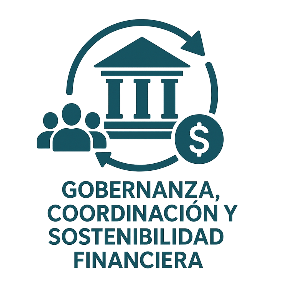 $
GOBERNANZA,
COORDINACIÓN Y
SOSTENIBILIDAD
FINANCIERA